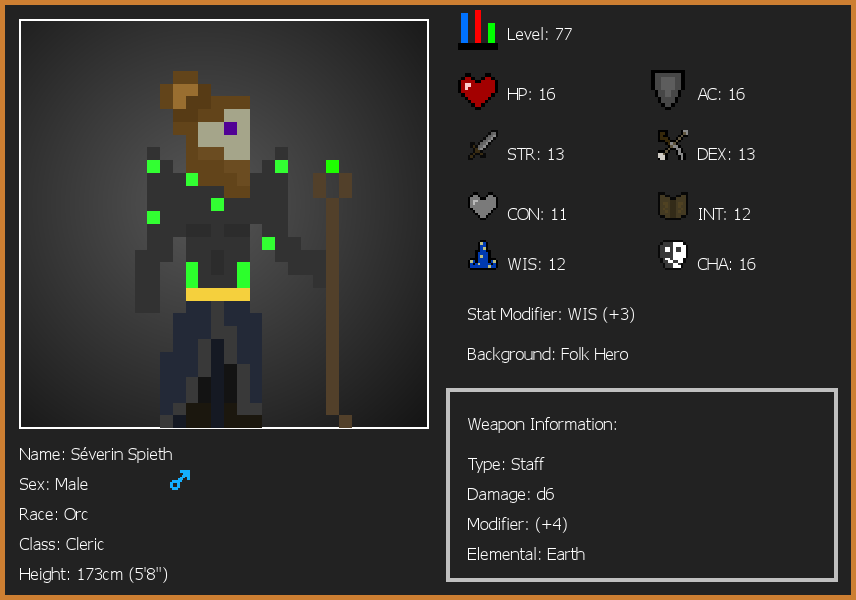 Level: 77
HP: 16
AC: 16
STR: 13
DEX: 13
CON: 11
INT: 12
WIS: 12
CHA: 16
Stat Modifier: WIS (+3)
Background: Folk Hero
Weapon Information:
Type: Staff
Damage: d6
Modifier: (+4)
Elemental: Earth
Name: Séverin Spieth
Sex: Male
Race: Orc
Class: Cleric
Height: 173cm (5'8")